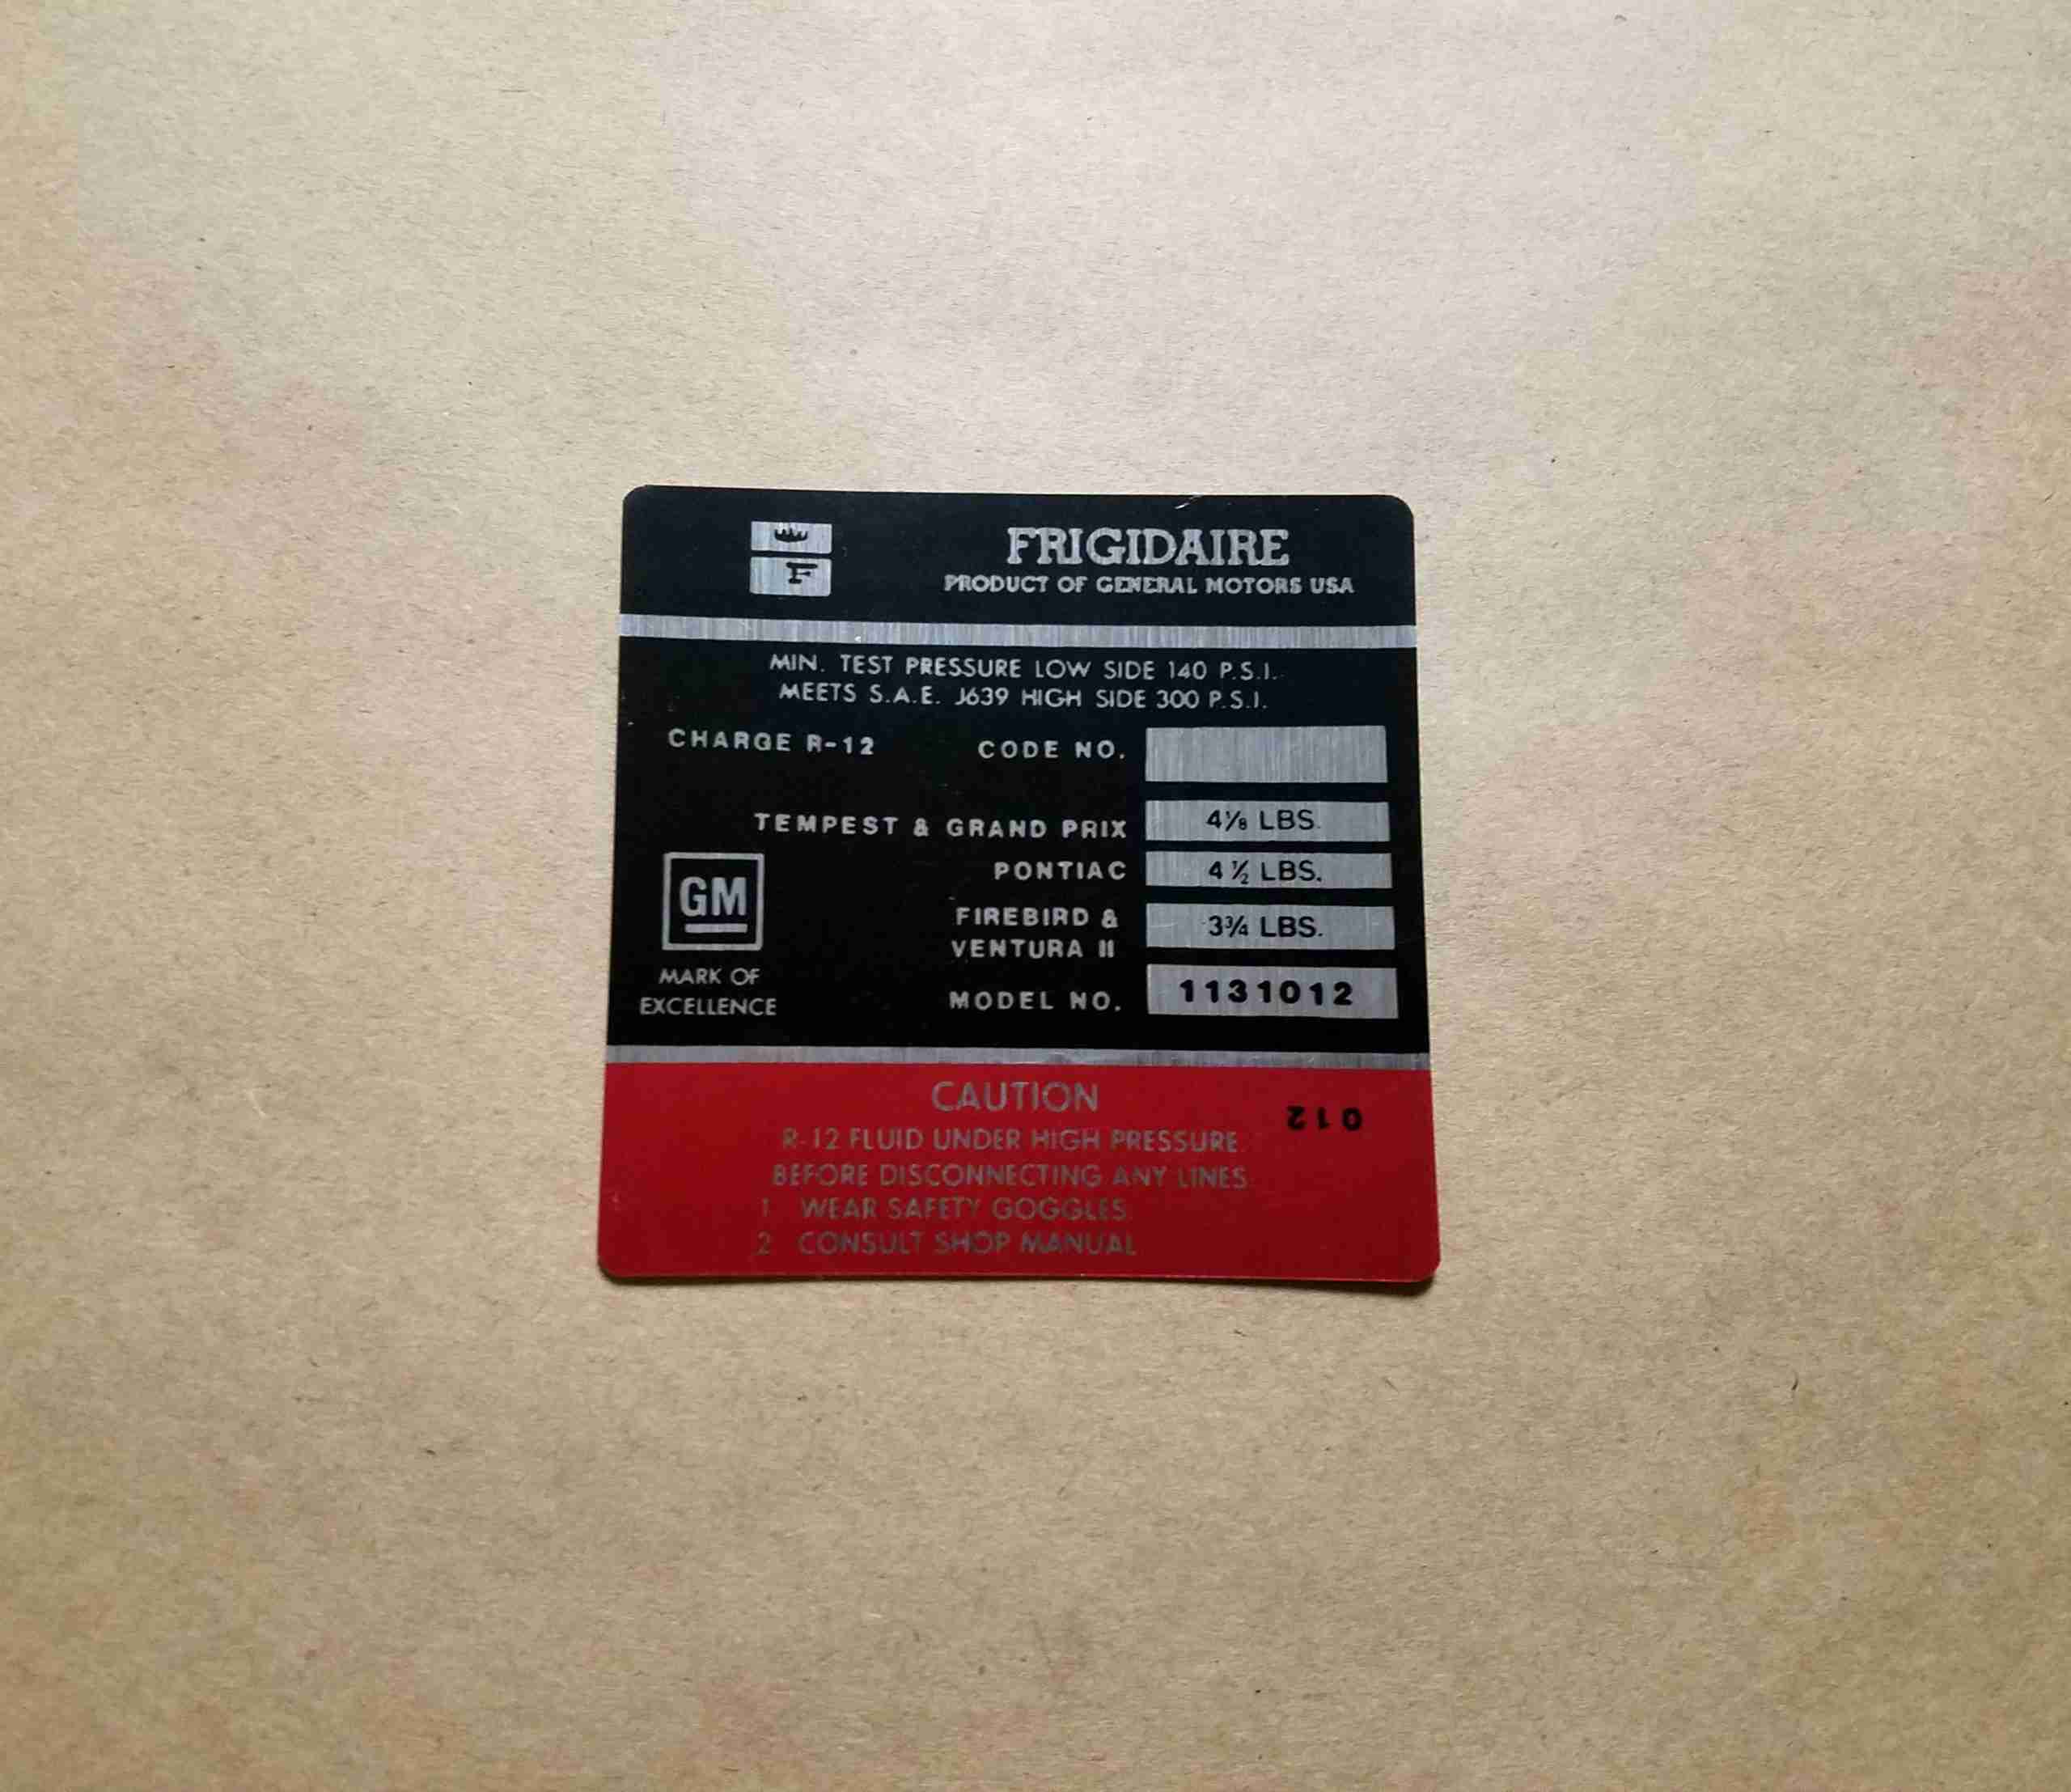 FRIGIDAIRE
F
PRODUCT OF GENERAL MOTORS USA
MIN. TEST PRESSURE LOW SIDE 140 P.S.I.
MEETS S.A.E. J639 HIGH SIDE 300 P.S.I.
CHARGE R-12 CODE NO.
TEMPEST & GRAND PRIX 4⅛ LBS.
PONTIAC 4 ½ LBS.
FIREBIRD & 3¾ LBS.
VENTURA II
GM
MARK OF
EXCELLENCE
MODEL NO. 1131012
CAUTION
012
R-12 FLUID UNDER HIGH PRESSURE.
BEFORE DISCONNECTING ANY LINES
1 WEAR SAFETY GOGGLES.
2 CONSULT SHOP MANUAL